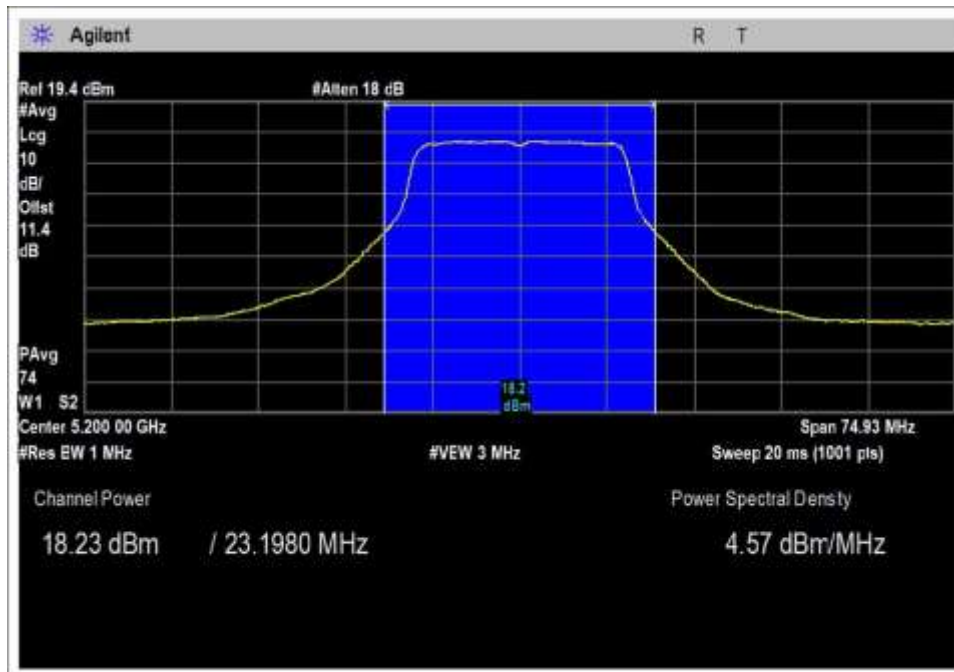 Agilent R T
Ref 19.4 dBm #Atten 18 dB
#Avg
Log
10
dB/
Offst
11.4
dB
PAvg
74
W1 S2
18.2
dBm
Center 5.200 00 GHz Span 74.93 MHz
#Res BW 1 MHz #VBW 3 MHz Sweep 20 ms (1001 pts)
Channel Power Power Spectral Density
18.23 dBm / 23.1980 MHz 4.57 dBm/MHz